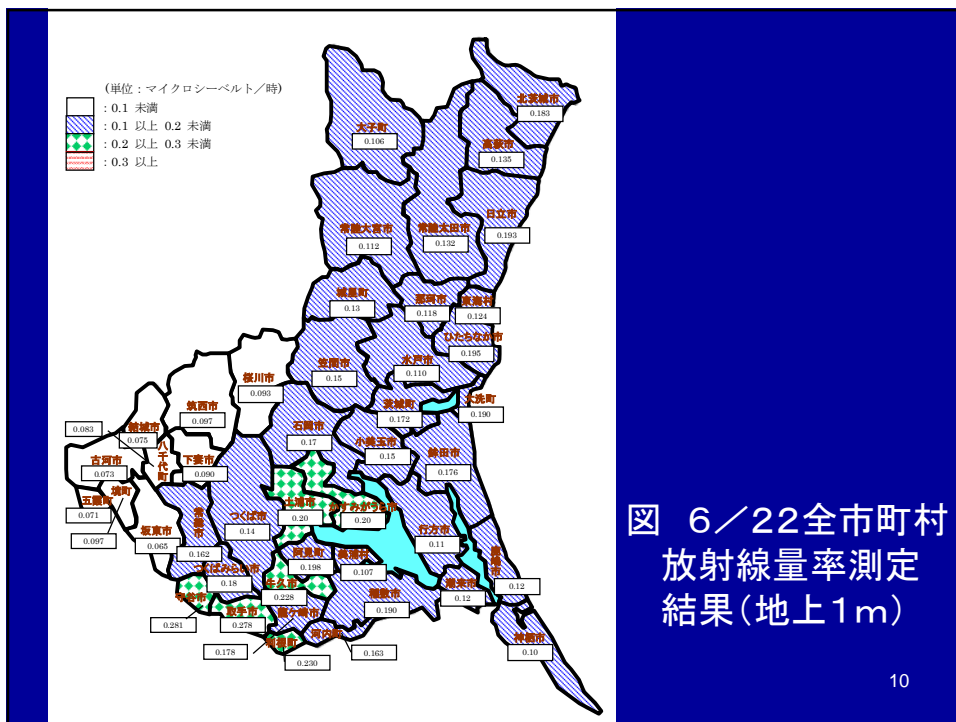 (単位：マイクロシーベルト／時)
：0.1 未満
：0.1 以上 0.2 未満
：0.2 以上 0.3 未満
：0.3 以上
北茨城市
0.183
大子町
0.106
高萩市
0.135
日立市
0.193
常陸大宮市
0.112
常陸太田市
0.132
城里町
0.13
那珂市
0.118
東海村
0.124
ひたちなか市
0.195
笠間市
0.15
水戸市
0.110
桜川市
0.093
筑西市
0.097
茨城町
0.172
大洗町
0.190
結城市
0.075
0.083
八千代町
石岡市
0.17
小美玉市
0.15
鉾田市
0.176
古河市
0.073
下妻市
0.090
五霞町
0.071
境町
0.097
坂東市
0.065
常総市
0.162
つくば市
0.14
土浦市
0.20
かすみがうら市
0.20
行方市
0.11
鹿嶋市
0.12
つくばみらい市
0.18
阿見町
0.198
美浦村
0.107
牛久市
0.228
稲敷市
0.190
潮来市
0.12
守谷市
0.281
取手市
0.278
龍ケ崎市
0.178
河内町
0.163
利根町
0.230
神栖市
0.10
図 6／22全市町村
放射線量率測定
結果(地上1ｍ)
10